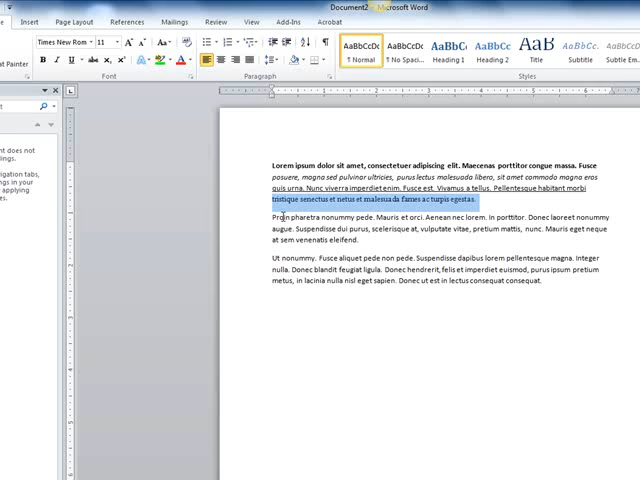 Document2 - Microsoft Word
Insert Page Layout References Mailings Review View Add-Ins Acrobat
Times New Rom 11
at Painter B I U abc
Font Paragraph Styles
AaBbCcDc AaBbCcDc AaBbCc AaBbCc AaB AaBbCc. AaBbCcDc
¶ Normal ¶ No Spaci... Heading 1 Heading 2 Title Subtitle Subtle Em...
ent does not
dings.
vigation tabs,
ngs in your
y applying
es.
Lorem ipsum dolor sit amet, consectetuer adipiscing elit. Maecenas porttitor congue massa. Fusce
posuere, magna sed pulvinar ultricies, purus lectus malesuada libero, sit amet commodo magna eros
quis urna. Nunc viverra imperdiet enim. Fusce est. Vivamus a tellus. Pellentesque habitant morbi
tristique senectus et netus et malesuada fames ac turpis egestas.
Proin pharetra nonummy pede. Mauris et orci. Aenean nec lorem. In porttitor. Donec laoreet nonummy
augue. Suspendisse dui purus, scelerisque at, vulputate vitae, pretium mattis, nunc. Mauris eget neque
at sem venenatis eleifend.
Ut nonummy. Fusce aliquet pede non pede. Suspendisse dapibus lorem pellentesque magna. Integer
nulla. Donec blandit feugiat ligula. Donec hendrerit, felis et imperdiet euismod, purus ipsum pretium
metus, in lacinia nulla nisl eget sapien. Donec ut est in lectus consequat consequat.